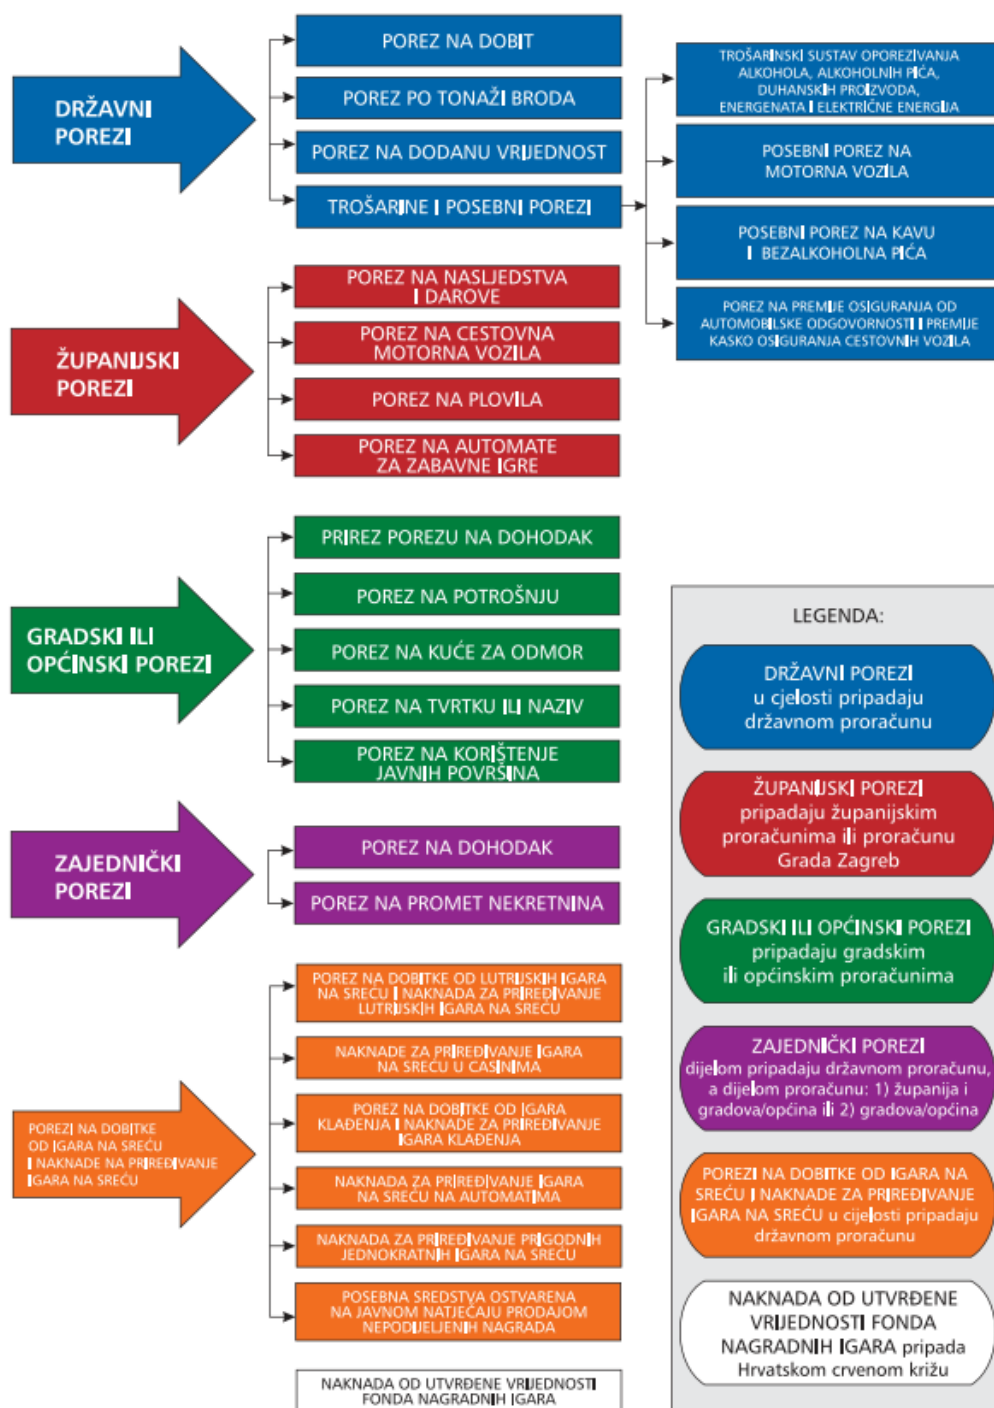 DRŽAVNI
POREZI
POREZ NA DOBIT
POREZ PO TONAŽI BRODA
POREZ NA DODANU VRIJEDNOST
TROŠARINE I POSEBNI POREZI
TROŠARINSKI SUSTAV OPOREZIVANJA
ALKOHOLA, ALKOHOLNIH PIĆA,
DUHANSKIH PROIZVODA,
ENERGENATA I ELEKTRIČNE ENERGIJA
POSEBNI POREZ NA
MOTORNA VOZILA
POSEBNI POREZ NA KAVU
I BEZALKOHOLNA PIĆA
POREZ NA PREMIJE OSIGURANJA OD
AUTOMOBILSKE ODGOVORNOSTI I PREMIJE
KASKO OSIGURANJA CESTOVNIH VOZILA
ŽUPANIJSKI
POREZI
POREZ NA NASLJEDSTVA
I DAROVE
POREZ NA CESTOVNA
MOTORNA VOZILA
POREZ NA PLOVILA
POREZ NA AUTOMATE
ZA ZABAVNE IGRE
GRADSKI ILI
OPĆINSKI POREZI
PRIREZ POREZU NA DOHODAK
POREZ NA POTROŠNJU
POREZ NA KUĆE ZA ODMOR
POREZ NA TVRTKU ILI NAZIV
POREZ NA KORIŠTENJE
JAVNIH POVRŠINA
ZAJEDNIČKI
POREZI
POREZ NA DOHODAK
POREZ NA PROMET NEKRETNINA
POREZI NA DOBITKE
OD IGARA NA SREĆU
I NAKNADE NA PRIREĐIVANJE
IGARA NA SREĆU
POREZ NA DOBITKE OD LUTRIJSKIH IGARA
NA SREĆU I NAKNADA ZA PRIREĐIVANJE
LUTRIJSKIH IGARA NA SREĆU
NAKNADE ZA PRIREĐIVANJE IGARA
NA SREĆU U CASINIMA
POREZ NA DOBITKE OD IGARA
KLAĐENJA I NAKNADE ZA PRIREĐIVANJE
IGARA KLAĐENJA
NAKNADA ZA PRIREĐIVANJE IGARA
NA SREĆU NA AUTOMATIMA
NAKNADA ZA PRIREĐIVANJE PRIGODNIH
JEDNOKRATNIH IGARA NA SREĆU
POSEBNA SREDSTVA OSTVARENA
NA JAVNOM NATJEČAJU PRODAJOM
NEPODIJELJENIH NAGRADA
NAKNADA OD UTVRĐENE VRIJEDNOSTI
FONDA NAGRADNIH IGARA
LEGENDA:
DRŽAVNI POREZI
u cjelosti pripadaju
državnom proračunu
ŽUPANIJSKI POREZI
pripadaju županijskim
proračunima ili proračunu
Grada Zagreb
GRADSKI ILI OPĆINSKI POREZI
pripadaju gradskim
ili općinskim proračunima
ZAJEDNIČKI POREZI
dijelom pripadaju državnom proračunu,
a dijelom proračunu: 1) županija i
gradova/općina ili 2) gradova/općina
POREZI NA DOBITKE OD IGARA NA
SREĆU I NAKNADE ZA PRIREĐIVANJE
IGARA NA SREĆU u cijelosti pripadaju
državnom proračunu
NAKNADA OD UTVRĐENE
VRIJEDNOSTI FONDA
NAGRADNIH IGARA pripada
Hrvatskom crvenom križu